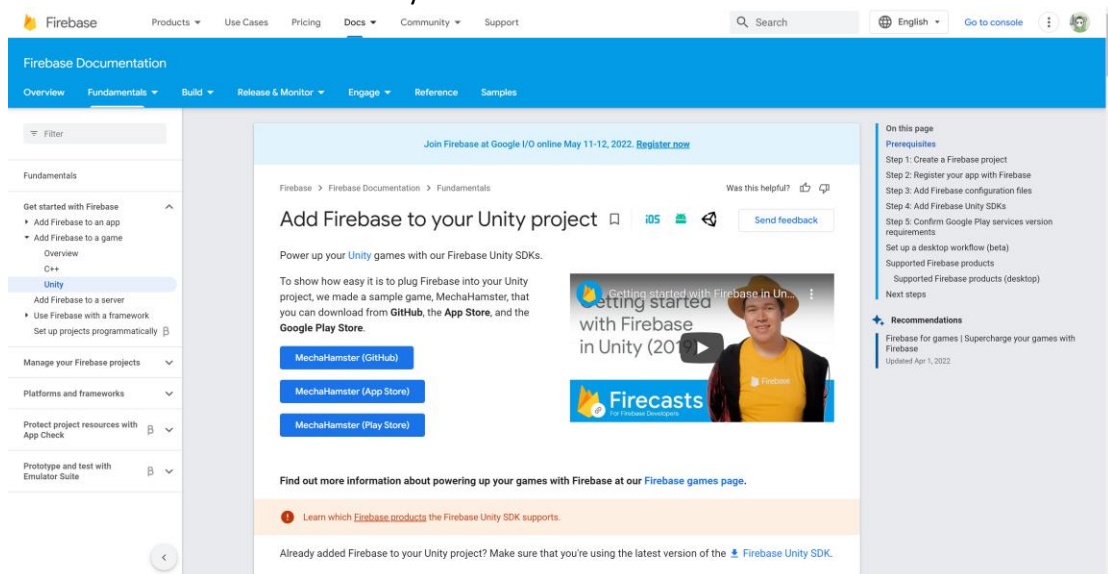 Firebase Products Use Cases Pricing Docs Community Support Search English Go to console
Firebase Documentation
Overview Fundamentals Build Release & Monitor Engage Reference Samples
Filter
Fundamentals
Get started with Firebase
Add Firebase to an app
Add Firebase to a game
Overview
C++
Unity
Add Firebase to a server
Use Firebase with a framework
Set up projects programmatically β
Manage your Firebase projects
Platforms and frameworks
Protect project resources with
App Check β
Prototype and test with
Emulator Suite β
Join Firebase at Google I/O online May 11-12, 2022. Register now
Firebase > Firebase Documentation > Fundamentals
Was this helpful?
Add Firebase to your Unity project
iOS
Send feedback
Power up your Unity games with our Firebase Unity SDKs.
To show how easy it is to plug Firebase into your Unity
project, we made a sample game, MechaHamster, that
you can download from GitHub, the App Store, and the
Google Play Store.
MechaHamster (GitHub)
MechaHamster (App Store)
MechaHamster (Play Store)
Getting started with Firebase in Un...
Getting started
with Firebase
in Unity (2019)
Firebase
Firecasts
For Firebase Developers
Find out more information about powering up your games with Firebase at our Firebase games page.
Learn which Firebase products the Firebase Unity SDK supports.
Already added Firebase to your Unity project? Make sure that you're using the latest version of the Firebase Unity SDK.
On this page
Prerequisites
Step 1: Create a Firebase project
Step 2: Register your app with Firebase
Step 3: Add Firebase configuration files
Step 4: Add Firebase Unity SDKs
Step 5: Confirm Google Play services version
requirements
Set up a desktop workflow (beta)
Supported Firebase products
Supported Firebase products (desktop)
Next steps
Recommendations
Firebase for games | Supercharge your games with
Firebase
Updated Apr 1, 2022